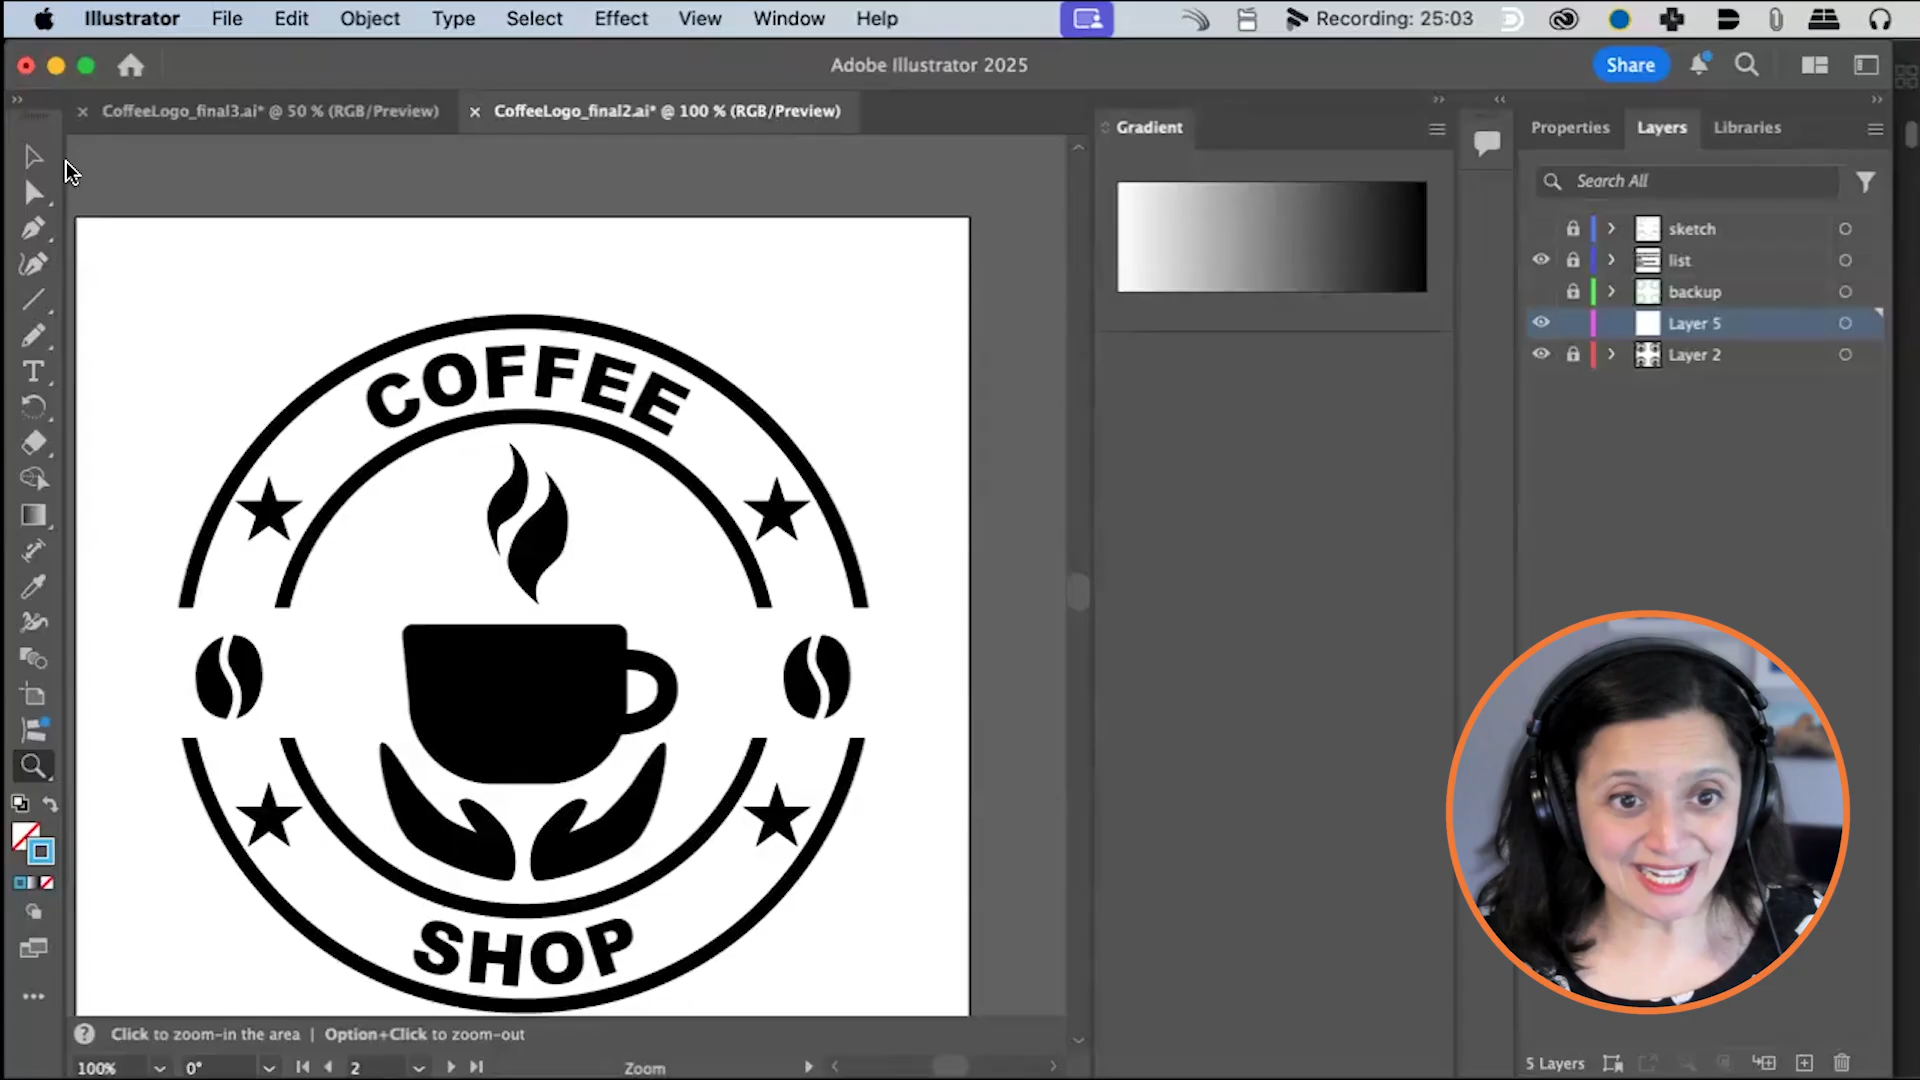 Illustrator File Edit Object Type Select Effect View Window Help Recording: 25:03
Adobe Illustrator 2025
Share
CoffeeLogo_final3.ai* @ 50 % (RGB/Preview)
CoffeeLogo_final2.ai* @ 100 % (RGB/Preview)
Gradient
Properties Layers Libraries
Search All
sketch
list
backup
Layer 5
Layer 2
COFFEE
SHOP
Click to zoom-in the area | Option+Click to zoom-out
100% 0° 2 Zoom
5 Layers